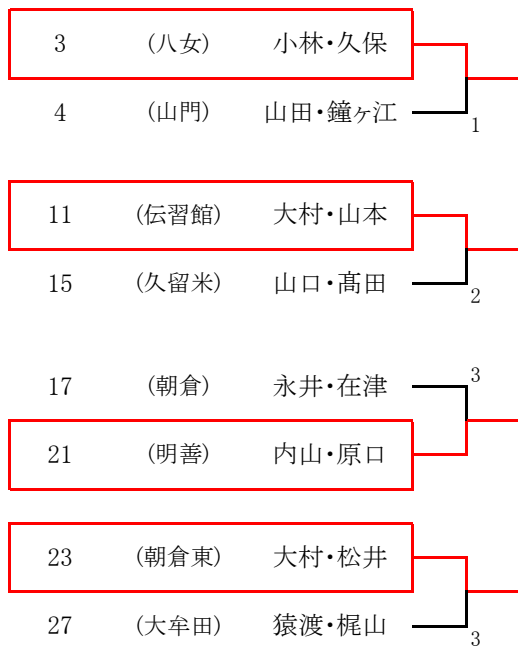 3 (八女) 小林・久保
4 (山門) 山田・鐘ヶ江
1
11 (伝習館) 大村・山本
15 (久留米) 山口・髙田
2
17 (朝倉) 永井・在津
3
21 (明善) 内山・原口
23 (朝倉東) 大村・松井
27 (大牟田) 猿渡・梶山
3